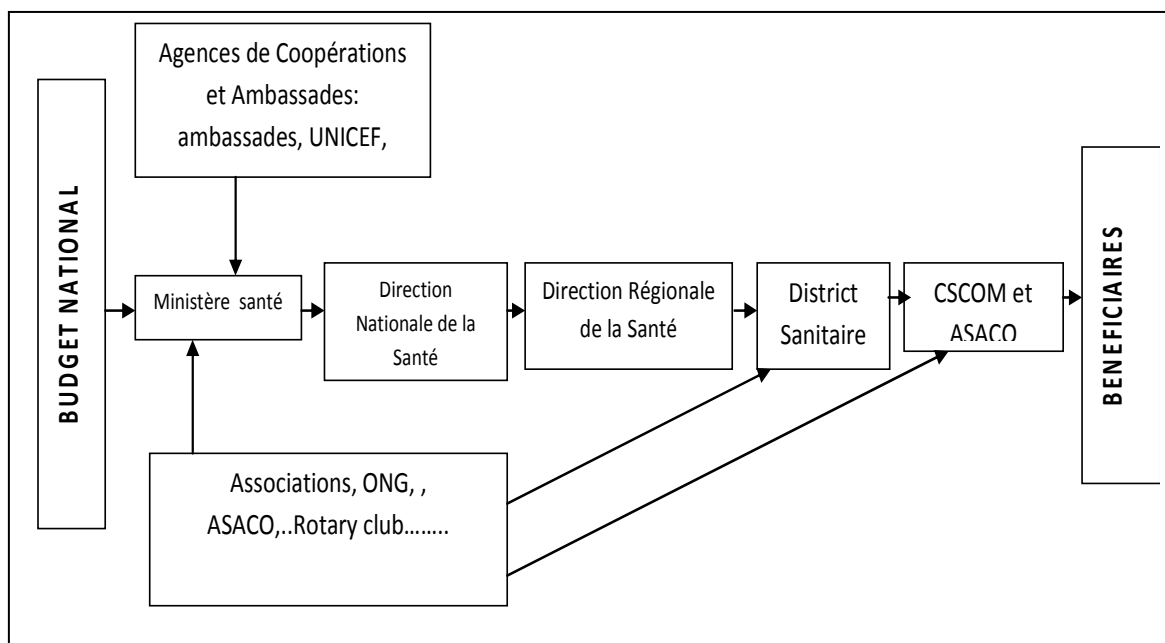 Agences de Coopérations
et Ambassades:
ambassades, UNICEF,
BUDGET NATIONAL
Ministère santé
Direction
Nationale de la
Santé
Direction Régionale
de la Santé
District
Sanitaire
CSCOM et
ASACO
BENEFICIAIRES
Associations, ONG, ,
ASACO,..Rotary club........